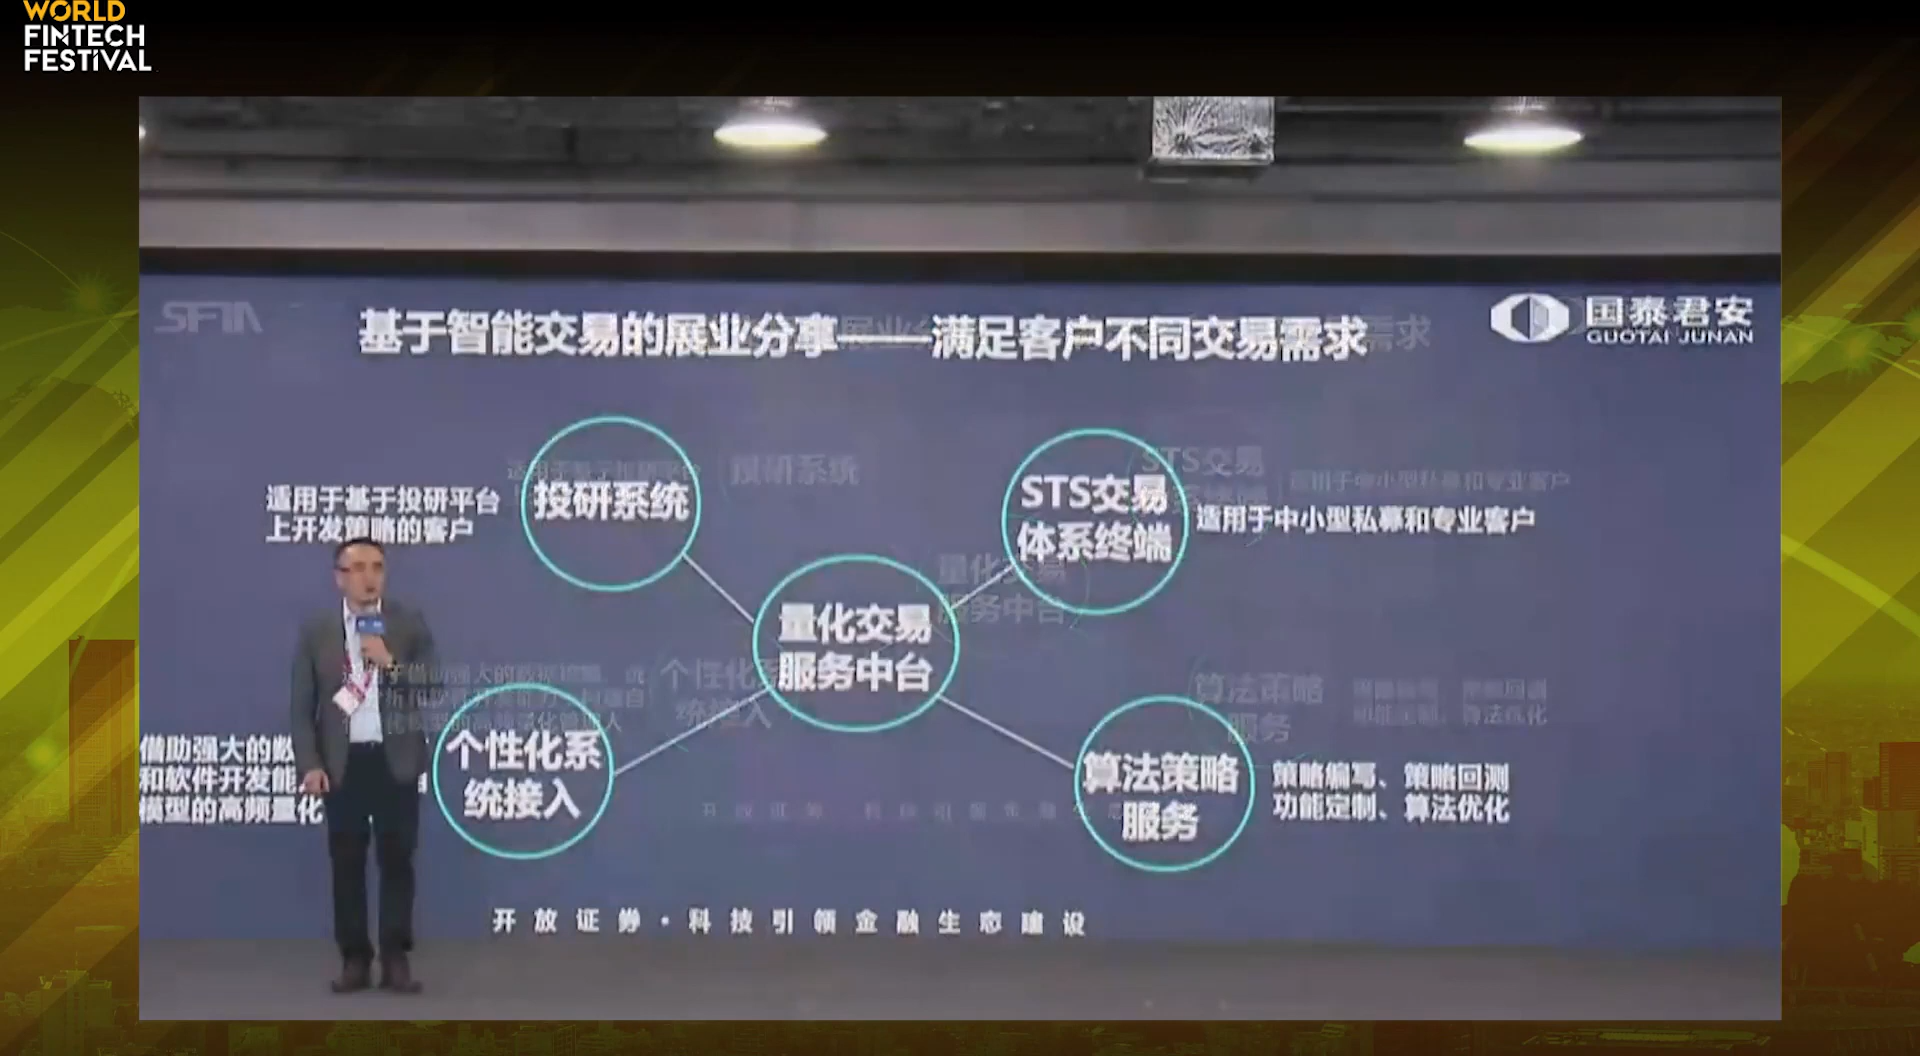 WORLD
FINTECH
FESTIVAL
SFTA
基于智能交易的展业分享——满足客户不同交易需求
国泰君安
GUOTAI JUNAN
适用于基于投研平台
上开发策略的客户
投研系统
STS交易
体系终端
适用于中小型私募和专业客户
量化交易
服务中台
借助强大的数
和软件开发能
模型的高频量化
个性化系
统接入
算法策略
服务
策略编写、策略回测
功能定制、算法优化
开放证券·科技引领金融生态建设